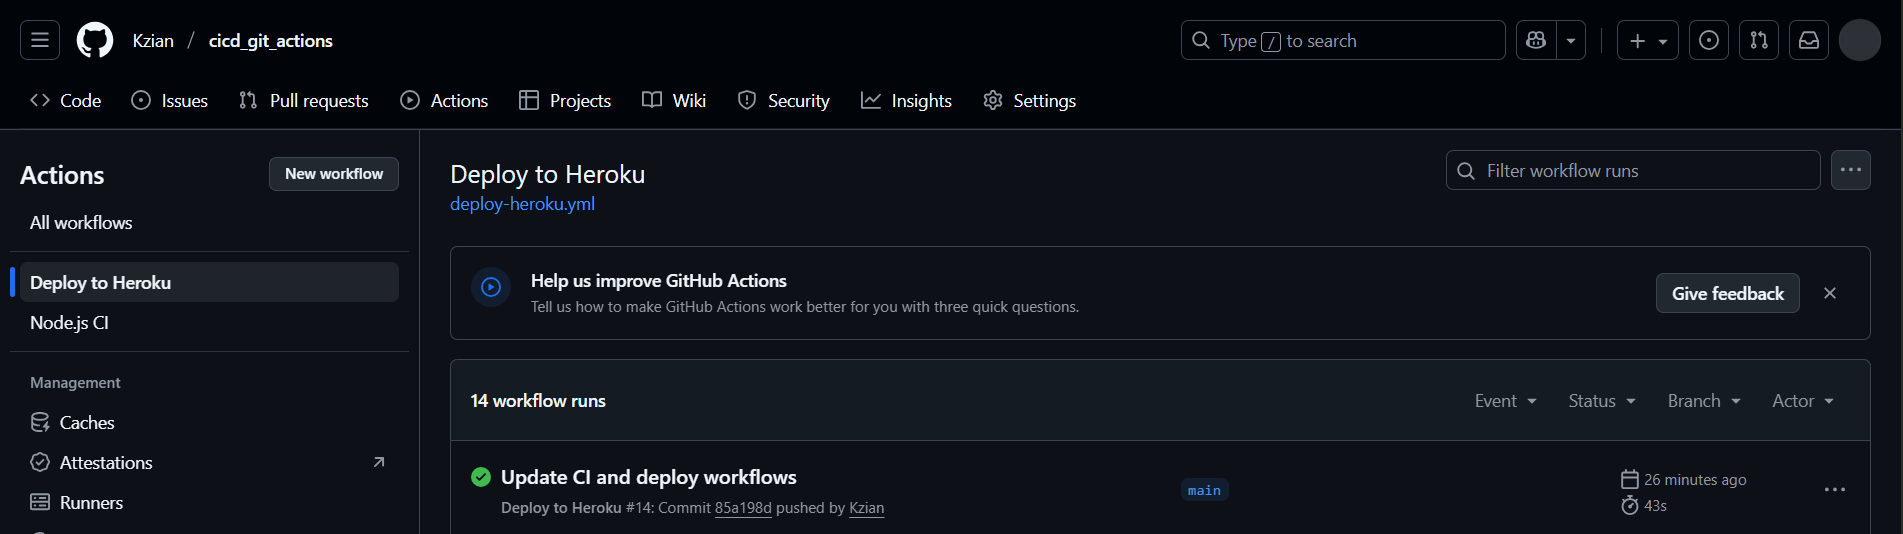 Kzian / cicd_git_actions
Type / to search
Code Issues Pull requests Actions Projects Wiki Security Insights Settings
Actions
New workflow
All workflows
Deploy to Heroku
Node.js CI
Management
Caches
Attestations
Runners
Deploy to Heroku
deploy-heroku.yml
Filter workflow runs
Help us improve GitHub Actions
Tell us how to make GitHub Actions work better for you with three quick questions.
Give feedback
14 workflow runs
Event Status Branch Actor
Update CI and deploy workflows
Deploy to Heroku #14: Commit 85a198d pushed by Kzian
main
26 minutes ago
43s